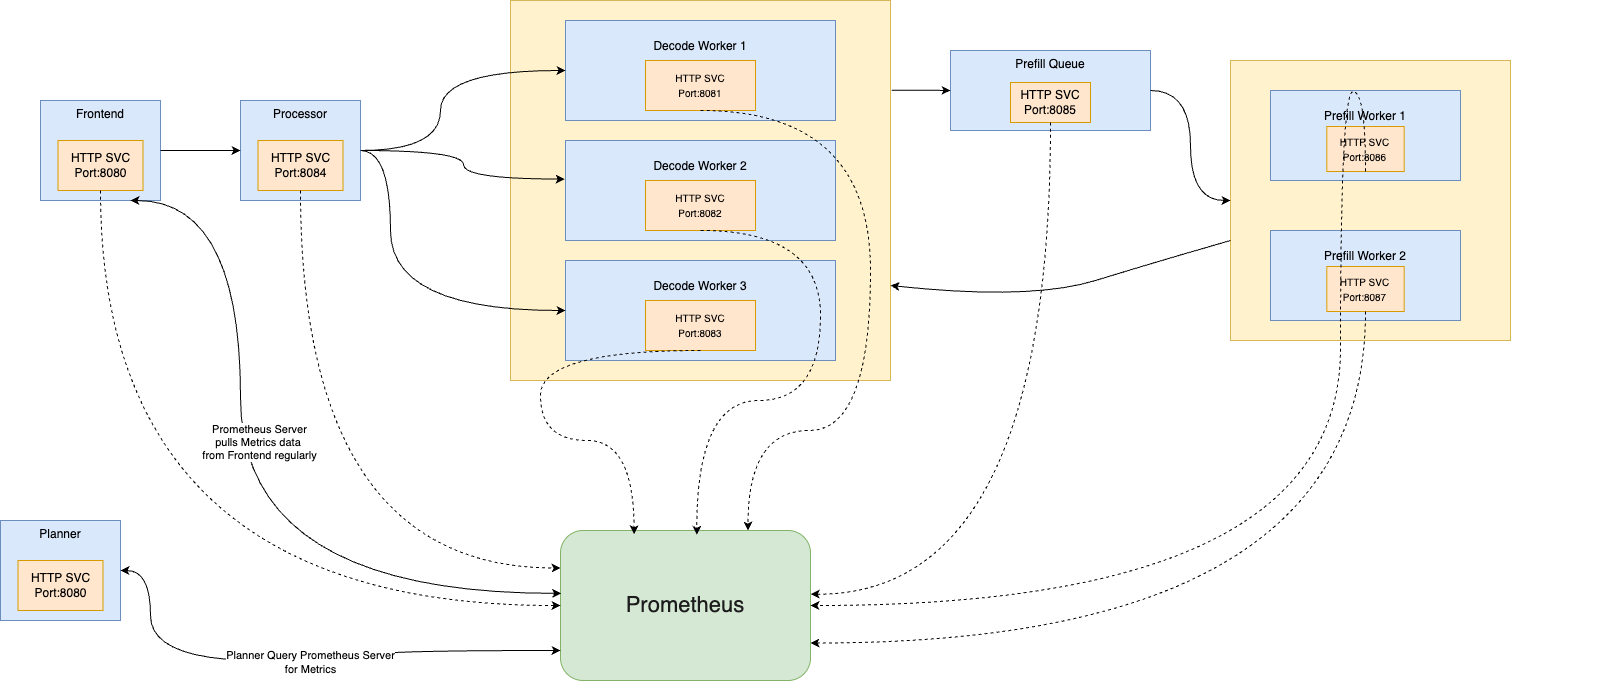 Frontend
HTTP SVC
Port:8080
Processor
HTTP SVC
Port:8084
Decode Worker 1
HTTP SVC
Port:8081
Decode Worker 2
HTTP SVC
Port:8082
Decode Worker 3
HTTP SVC
Port:8083
Prefill Queue
HTTP SVC
Port:8085
Prefill Worker 1
HTTP SVC
Port:8086
Prefill Worker 2
HTTP SVC
Port:8087
Prometheus Server
pulls Metrics data
from Frontend regularly
Planner
HTTP SVC
Port:8080
Planner Query Prometheus Server
for Metrics
Prometheus